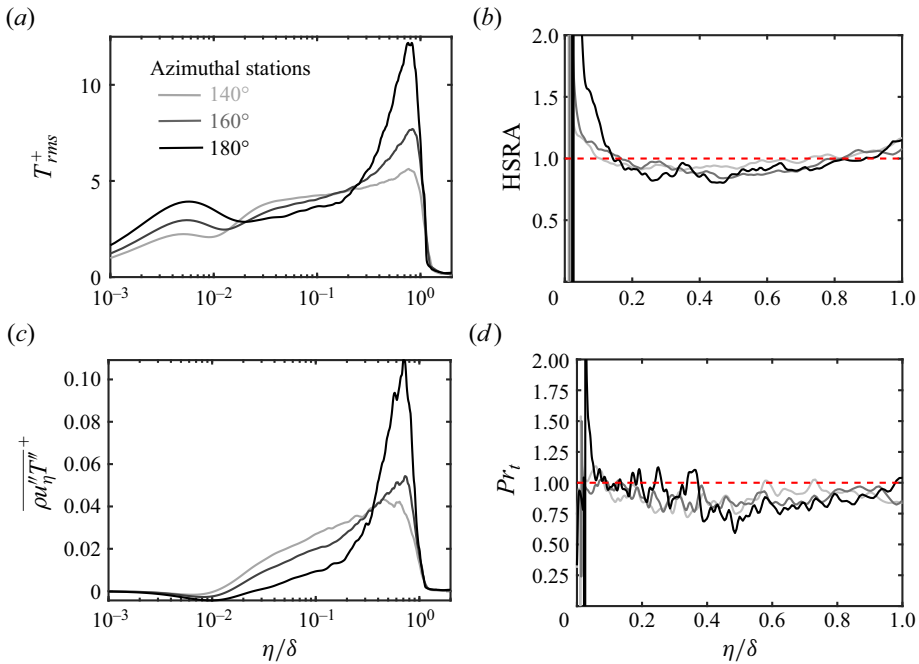 (a)
T⁺rms
10
5
0
10⁻³ 10⁻² 10⁻¹ 10⁰
Azimuthal stations
140°
160°
180°
(b)
HSRA
2.0
1.5
1.0
0.5
0 0.2 0.4 0.6 0.8 1.0
(c)
ρu″ηT″⁺
0.10
0.08
0.06
0.04
0.02
0
10⁻³ 10⁻² 10⁻¹ 10⁰
η/δ
(d)
Prt
2.00
1.75
1.50
1.25
1.00
0.75
0.50
0.25
0 0.2 0.4 0.6 0.8 1.0
η/δ